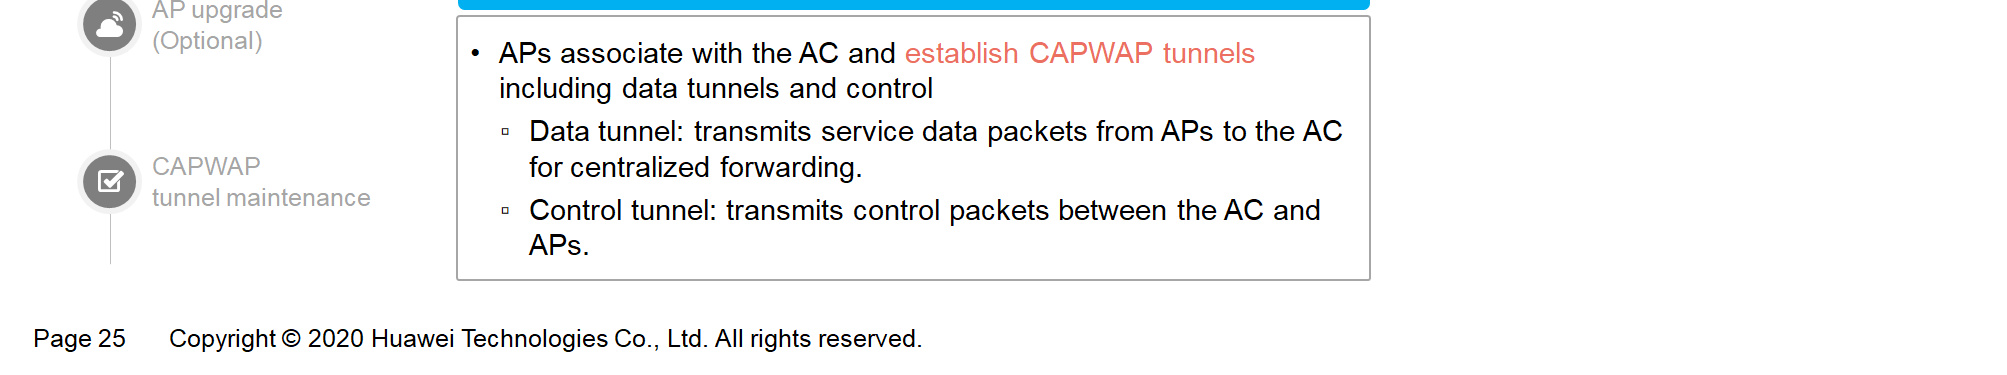 AP upgrade
(Optional)
CAPWAP
tunnel maintenance
• APs associate with the AC and establish CAPWAP tunnels
including data tunnels and control
▫ Data tunnel: transmits service data packets from APs to the AC
for centralized forwarding.
▫ Control tunnel: transmits control packets between the AC and
APs.
Page 25 Copyright © 2020 Huawei Technologies Co., Ltd. All rights reserved.